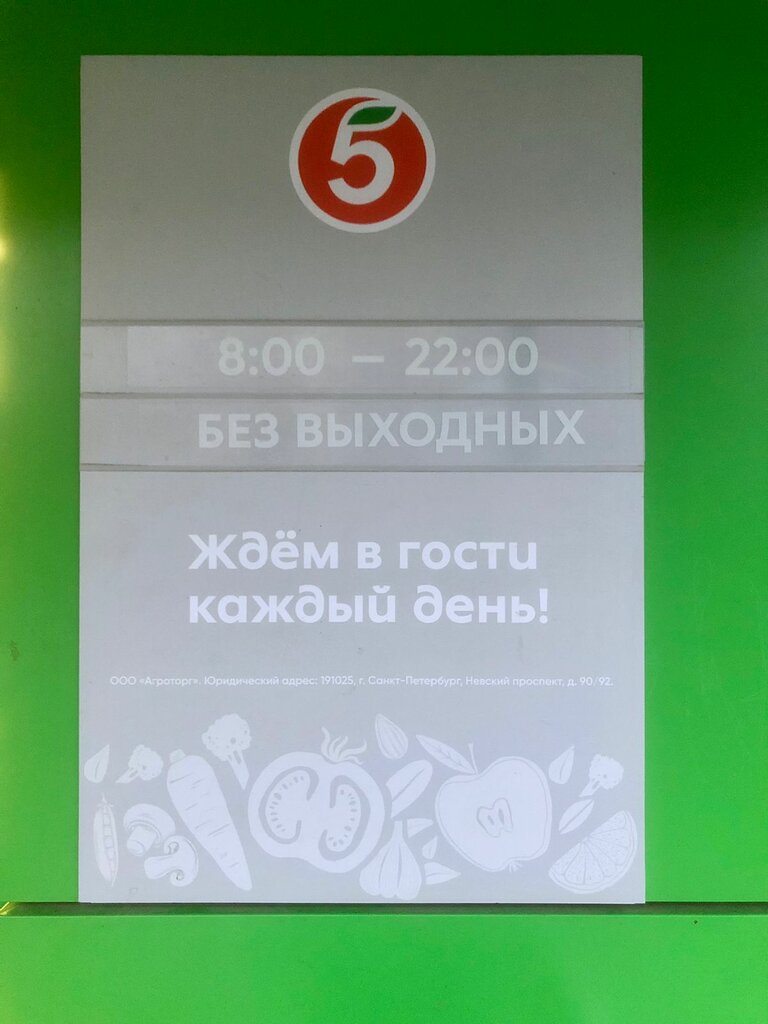 5
8:00 — 22:00
БЕЗ ВЫХОДНЫХ
Ждём в гости
каждый день!
ООО «Агроторг». Юридический адрес: 191025, г. Санкт-Петербург, Невский проспект, д. 90/92.